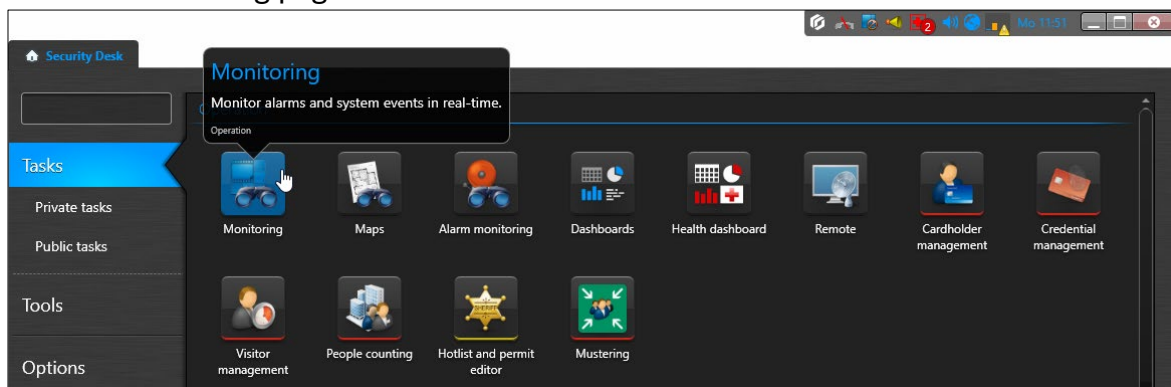 2
Mo 11:51
Security Desk
Monitoring
Monitor alarms and system events in real-time.
Operation
Tasks
Private tasks
Public tasks
Tools
Options
Monitoring
Maps
Alarm monitoring
Dashboards
Health dashboard
Remote
Cardholder
management
Credential
management
Visitor
management
People counting
Hotlist and permit
editor
Mustering